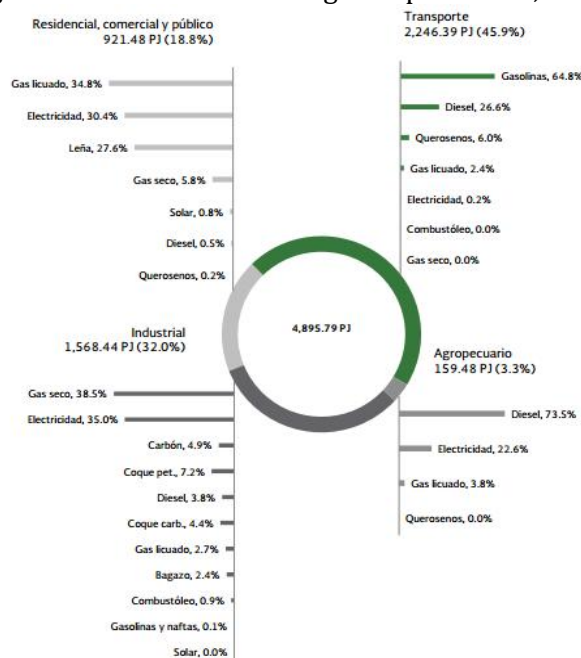 Residencial, comercial y público
921.48 PJ (18.8%)
Gas licuado, 34.8%
Electricidad, 30.4%
Leña, 27.6%
Gas seco, 5.8%
Solar, 0.8%
Diesel, 0.5%
Querosenos, 0.2%
Transporte
2,246.39 PJ (45.9%)
Gasolinas, 64.8%
Diesel, 26.6%
Querosenos, 6.0%
Gas licuado, 2.4%
Electricidad, 0.2%
Combustóleo, 0.0%
Gas seco, 0.0%
4,895.79 PJ
Industrial
1,568.44 PJ (32.0%)
Gas seco, 38.5%
Electricidad, 35.0%
Carbón, 4.9%
Coque pet., 7.2%
Diesel, 3.8%
Coque carb., 4.4%
Gas licuado, 2.7%
Bagazo, 2.4%
Combustóleo, 0.9%
Gasolinas y naftas, 0.1%
Solar, 0.0%
Agropecuario
159.48 PJ (3.3%)
Diesel, 73.5%
Electricidad, 22.6%
Gas licuado, 3.8%
Querosenos, 0.0%